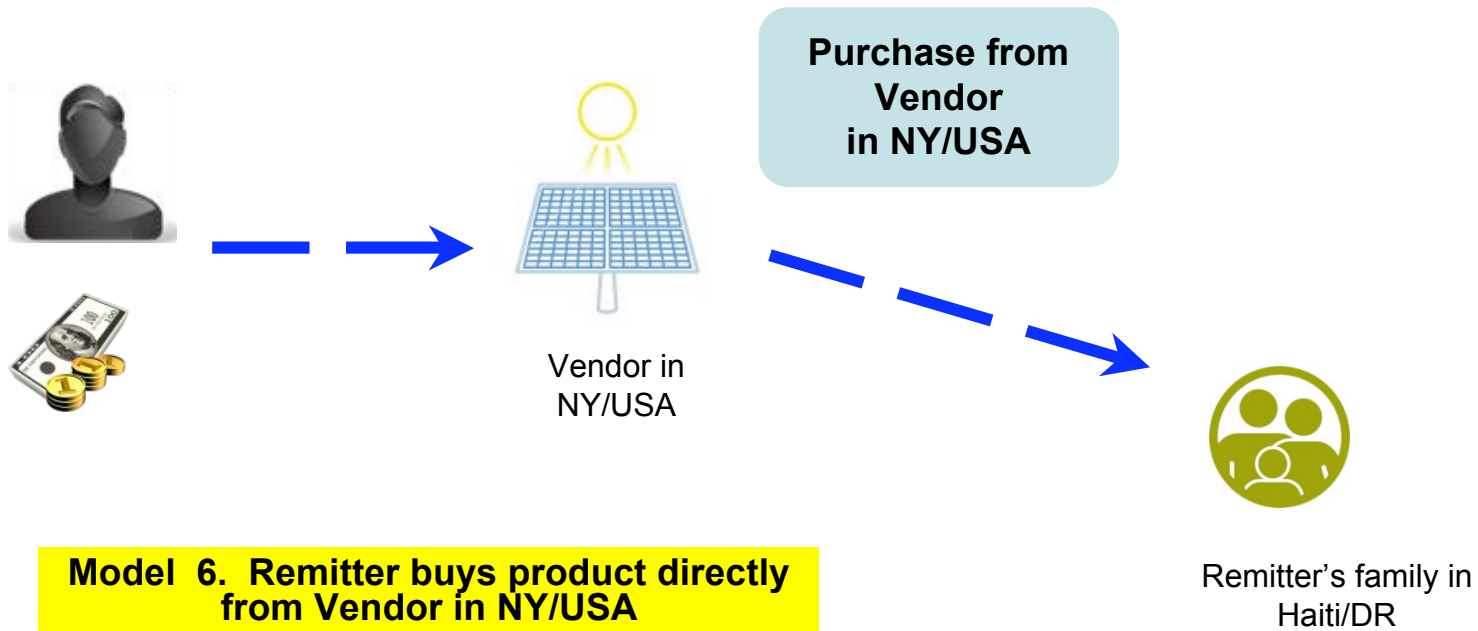 Purchase from
Vendor
in NY/USA
Vendor in
NY/USA
Model 6. Remitter buys product directly
from Vendor in NY/USA
Remitter’s family in
Haiti/DR